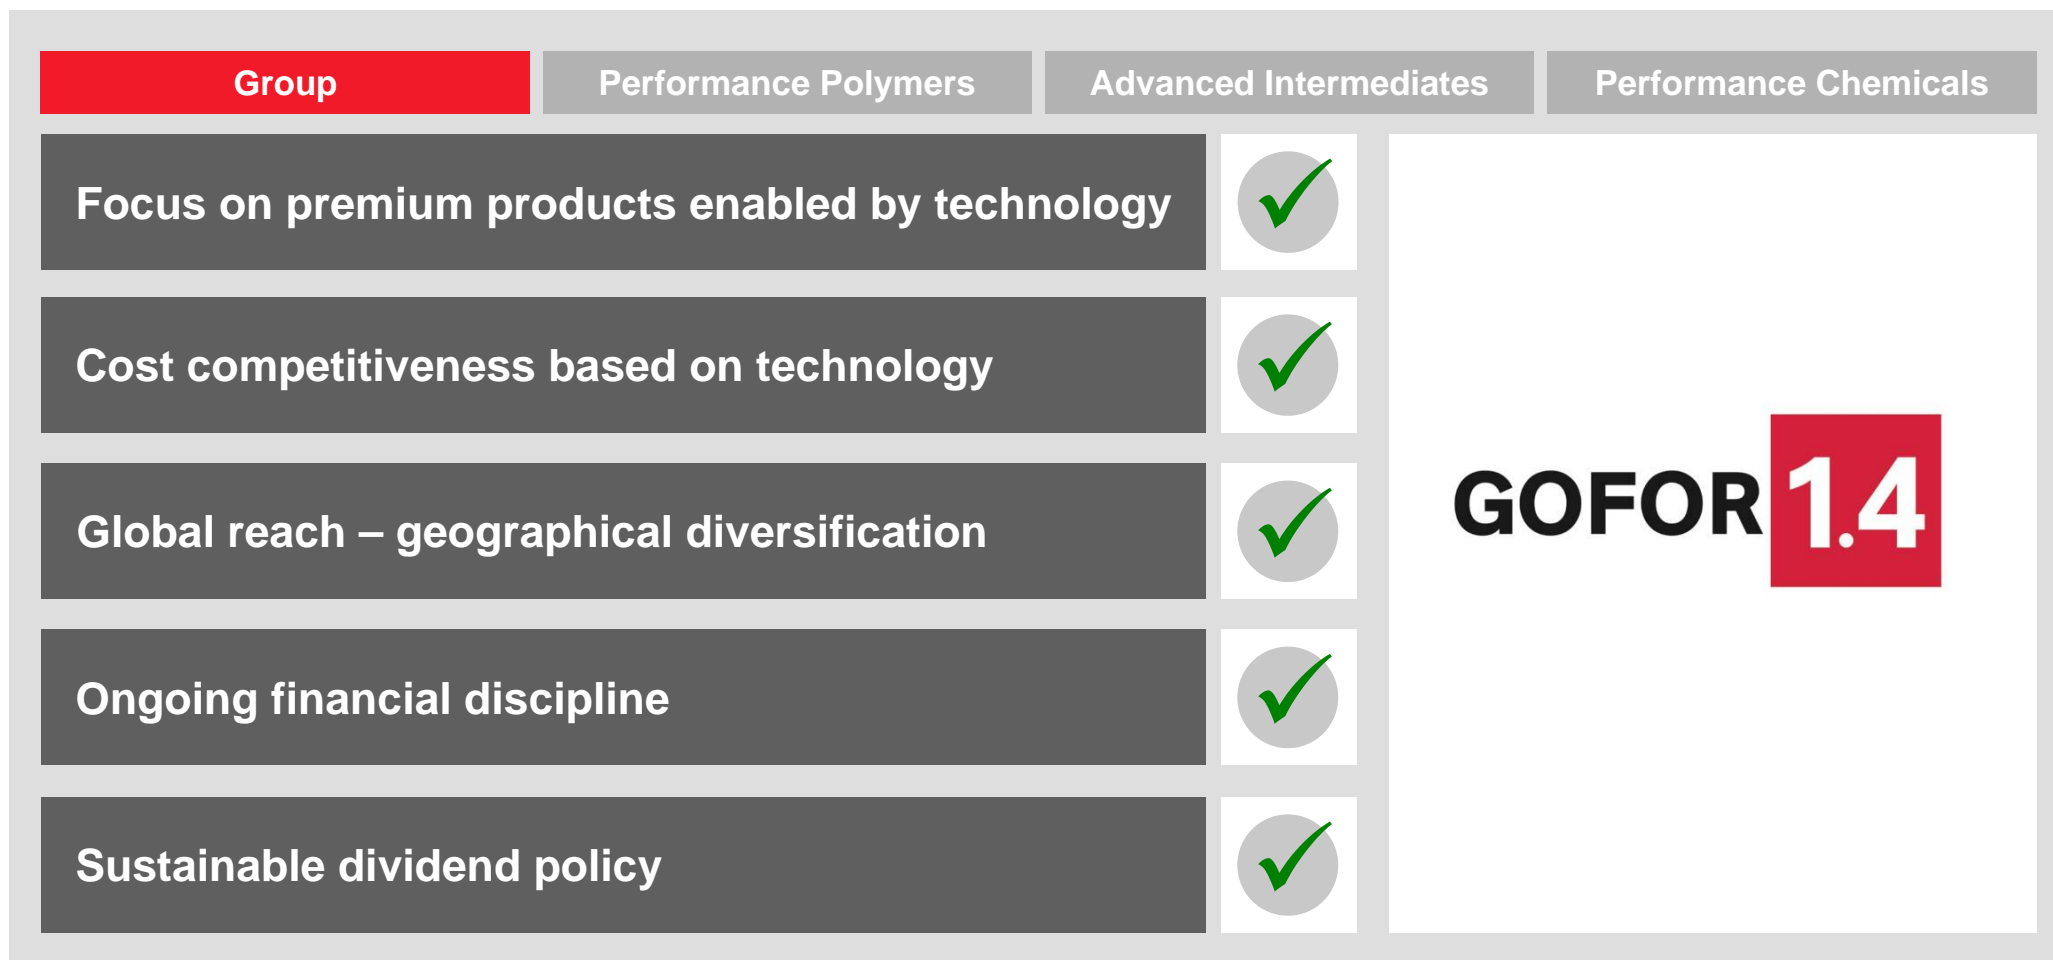 Group
Performance Polymers
Advanced Intermediates
Performance Chemicals
Focus on premium products enabled by technology
Cost competitiveness based on technology
Global reach – geographical diversification
Ongoing financial discipline
Sustainable dividend policy
GOFOR 1.4